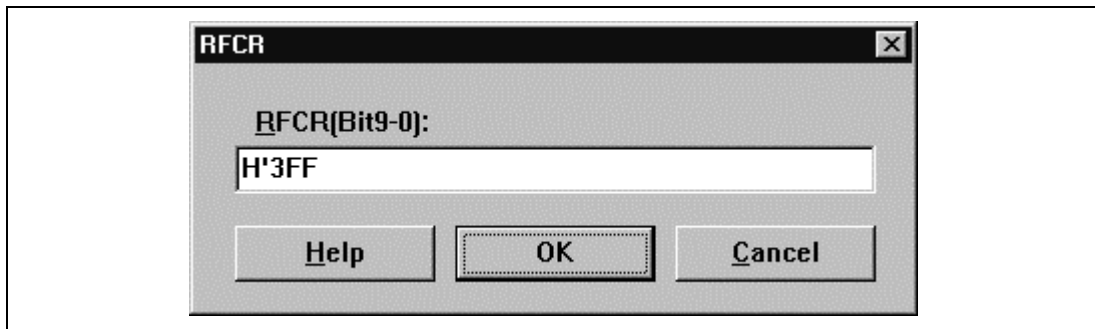 RFCR
RFCR(Bit9-0):
H'3FF
Help
OK
Cancel